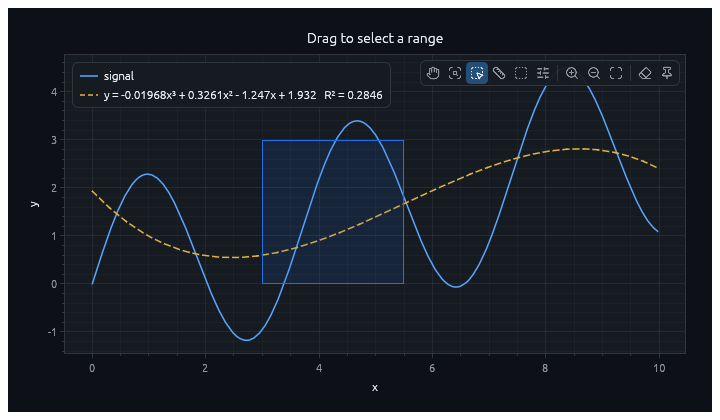 Drag to select a range
signal
y = -0.01968x³ + 0.3261x² - 1.247x + 1.932 R² = 0.2846
4
3
2
1
0
-1
y
0 2 4 6 8 10
x